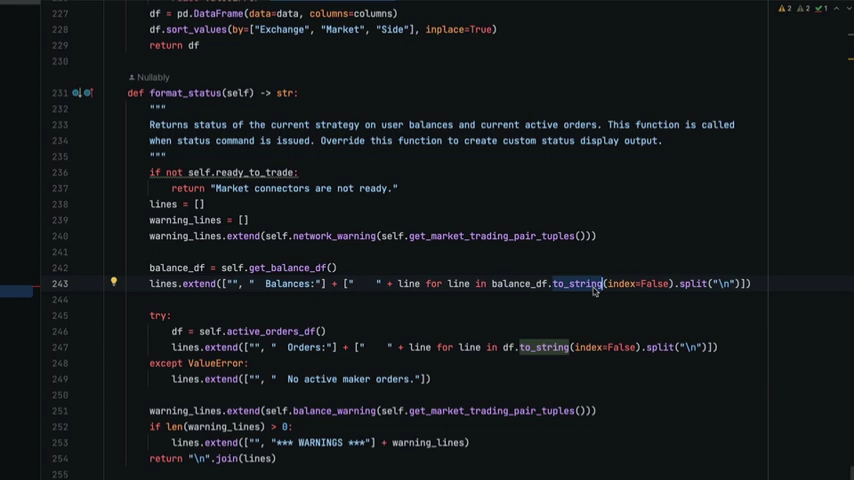 227 df = pd.DataFrame(data=data, columns=columns)
228 df.sort_values(by=["Exchange", "Market", "Side"], inplace=True)
229 return df
230
Nullably
231 def format_status(self) -> str:
232 """
233 Returns status of the current strategy on user balances and current active orders. This function is called
234 when status command is issued. Override this function to create custom status display output.
235 """
236 if not self.ready_to_trade:
237 return "Market connectors are not ready."
238 lines = []
239 warning_lines = []
240 warning_lines.extend(self.network_warning(self.get_market_trading_pair_tuples()))
241
242 balance_df = self.get_balance_df()
243 lines.extend(["", "  Balances:"] + ["    " + line for line in balance_df.to_string(index=False).split("\n")])
244
245 try:
246 df = self.active_orders_df()
247 lines.extend(["", "  Orders:"] + ["    " + line for line in df.to_string(index=False).split("\n")])
248 except ValueError:
249 lines.extend(["", "  No active maker orders."])
250
251 warning_lines.extend(self.balance_warning(self.get_market_trading_pair_tuples()))
252 if len(warning_lines) > 0:
253 lines.extend(["", "*** WARNINGS ***"] + warning_lines)
254 return "\n".join(lines)
255
2 2 1